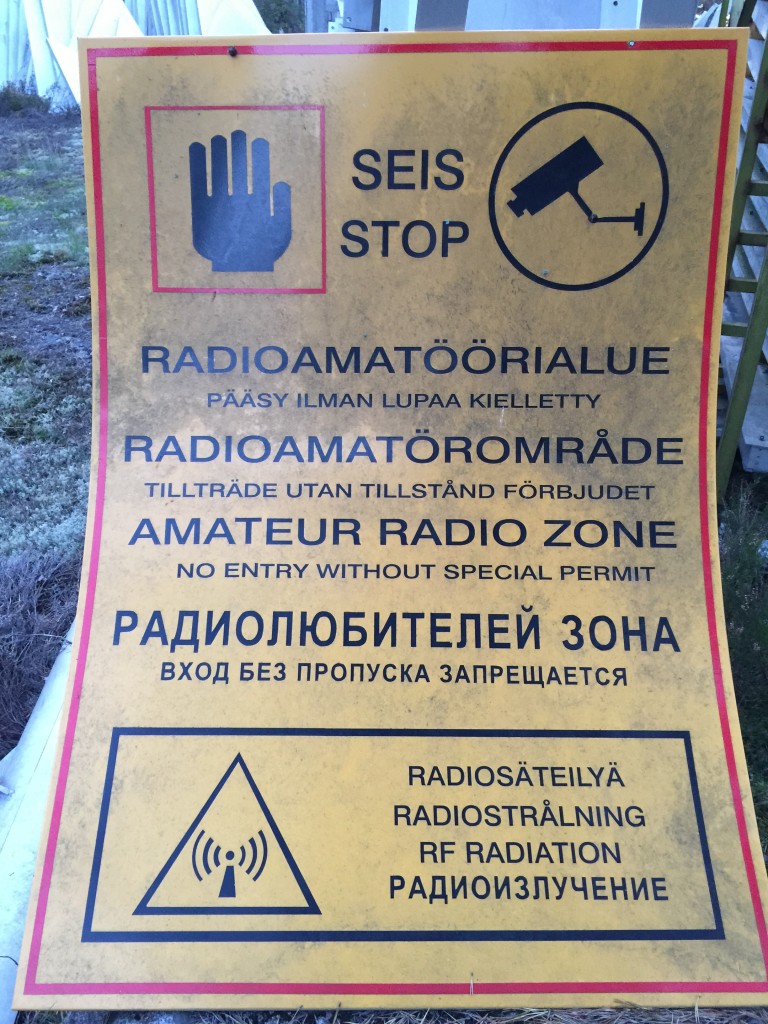 SEIS
STOP
RADIOAMATÖÖRIALUE
PÄÄSY ILMAN LUPAA KIELLETTY
RADIOAMATÖROMRÅDE
TILLTRÄDE UTAN TILLSTÅND FÖRBJUDET
AMATEUR RADIO ZONE
NO ENTRY WITHOUT SPECIAL PERMIT
РАДИОЛЮБИТЕЛЕЙ ЗОНА
ВХОД БЕЗ ПРОПУСКА ЗАПРЕЩАЕТСЯ
RADIOSÄTEILYÄ
RADIOSTRÅLNING
RF RADIATION
РАДИОИЗЛУЧЕНИЕ